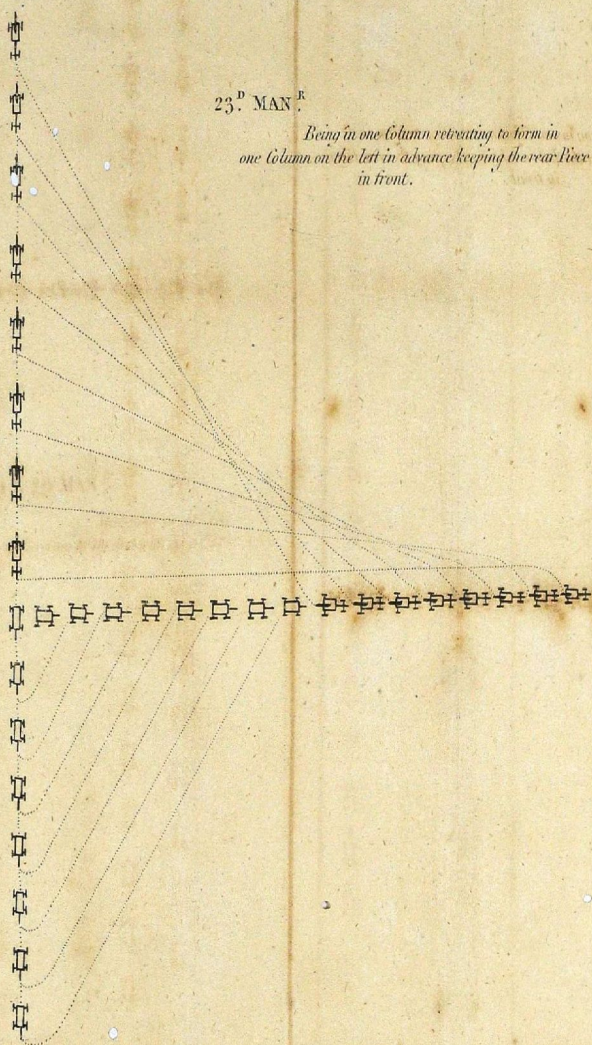 23.D MAN.R
Being in one Column retreating to form in
one Column on the left in advance keeping the rear Piece
in front.